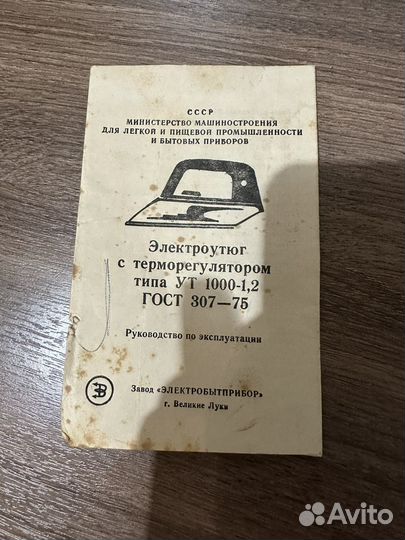 СССР
МИНИСТЕРСТВО МАШИНОСТРОЕНИЯ
ДЛЯ ЛЕГКОЙ И ПИЩЕВОЙ ПРОМЫШЛЕННОСТИ
И БЫТОВЫХ ПРИБОРОВ
Электроутюг
с терморегулятором
типа УТ 1000-1,2
ГОСТ 307—75
Руководство по эксплуатации
Завод «ЭЛЕКТРОБЫТПРИБОР»
г. Великие Луки
Avito